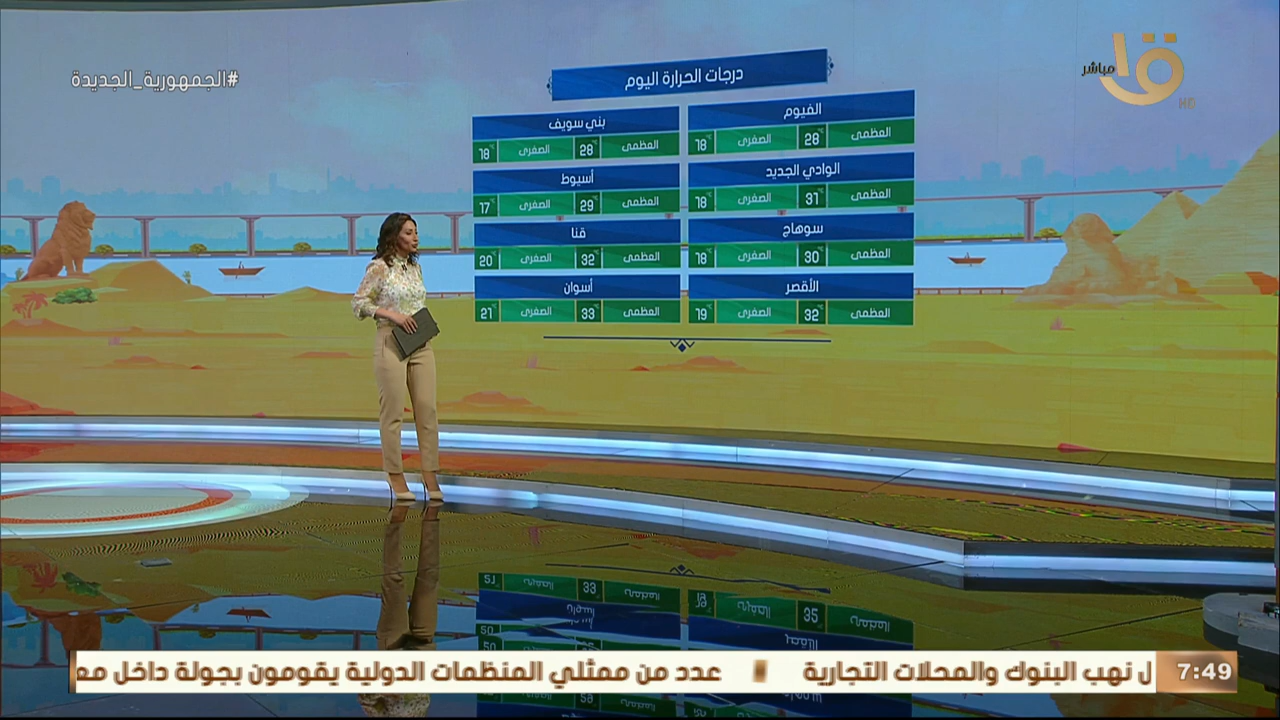 #الجمهورية_الجديدة
مباشر
HD
درجات الحرارة اليوم
الفيوم
العظمى 28 الصغرى 18
بني سويف
العظمى 28 الصغرى 18
الوادي الجديد
العظمى 31 الصغرى 18
أسيوط
العظمى 29 الصغرى 17
سوهاج
العظمى 30 الصغرى 18
قنا
العظمى 32 الصغرى 20
الأقصر
العظمى 32 الصغرى 19
أسوان
العظمى 33 الصغرى 21
7:49 ل نهب البنوك والمحلات التجارية عدد من ممثلي المنظمات الدولية يقومون بجولة داخل مع